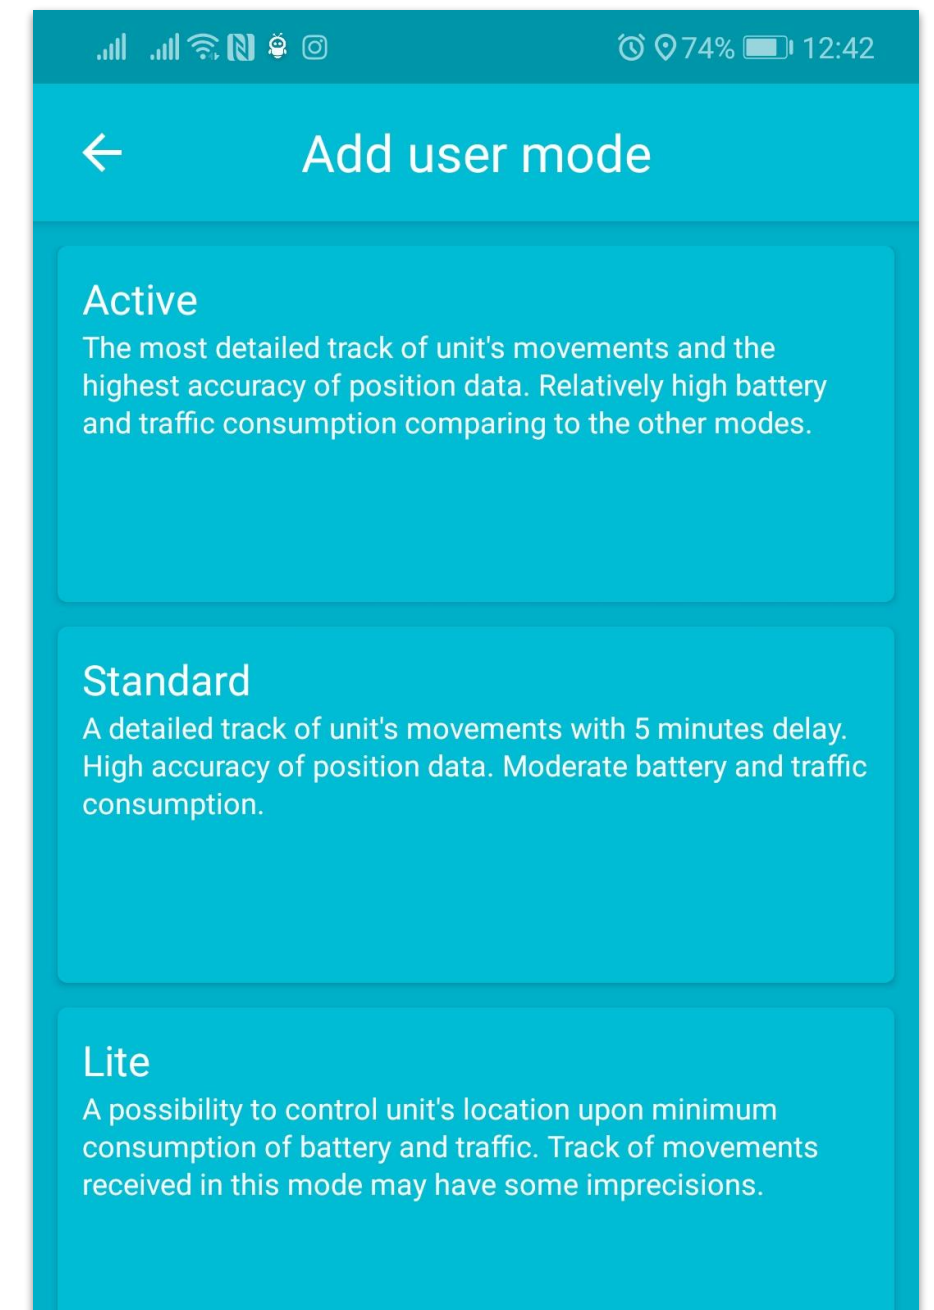 74% 12:42
Add user mode
Active
The most detailed track of unit's movements and the
highest accuracy of position data. Relatively high battery
and traffic consumption comparing to the other modes.
Standard
A detailed track of unit's movements with 5 minutes delay.
High accuracy of position data. Moderate battery and traffic
consumption.
Lite
A possibility to control unit's location upon minimum
consumption of battery and traffic. Track of movements
received in this mode may have some imprecisions.